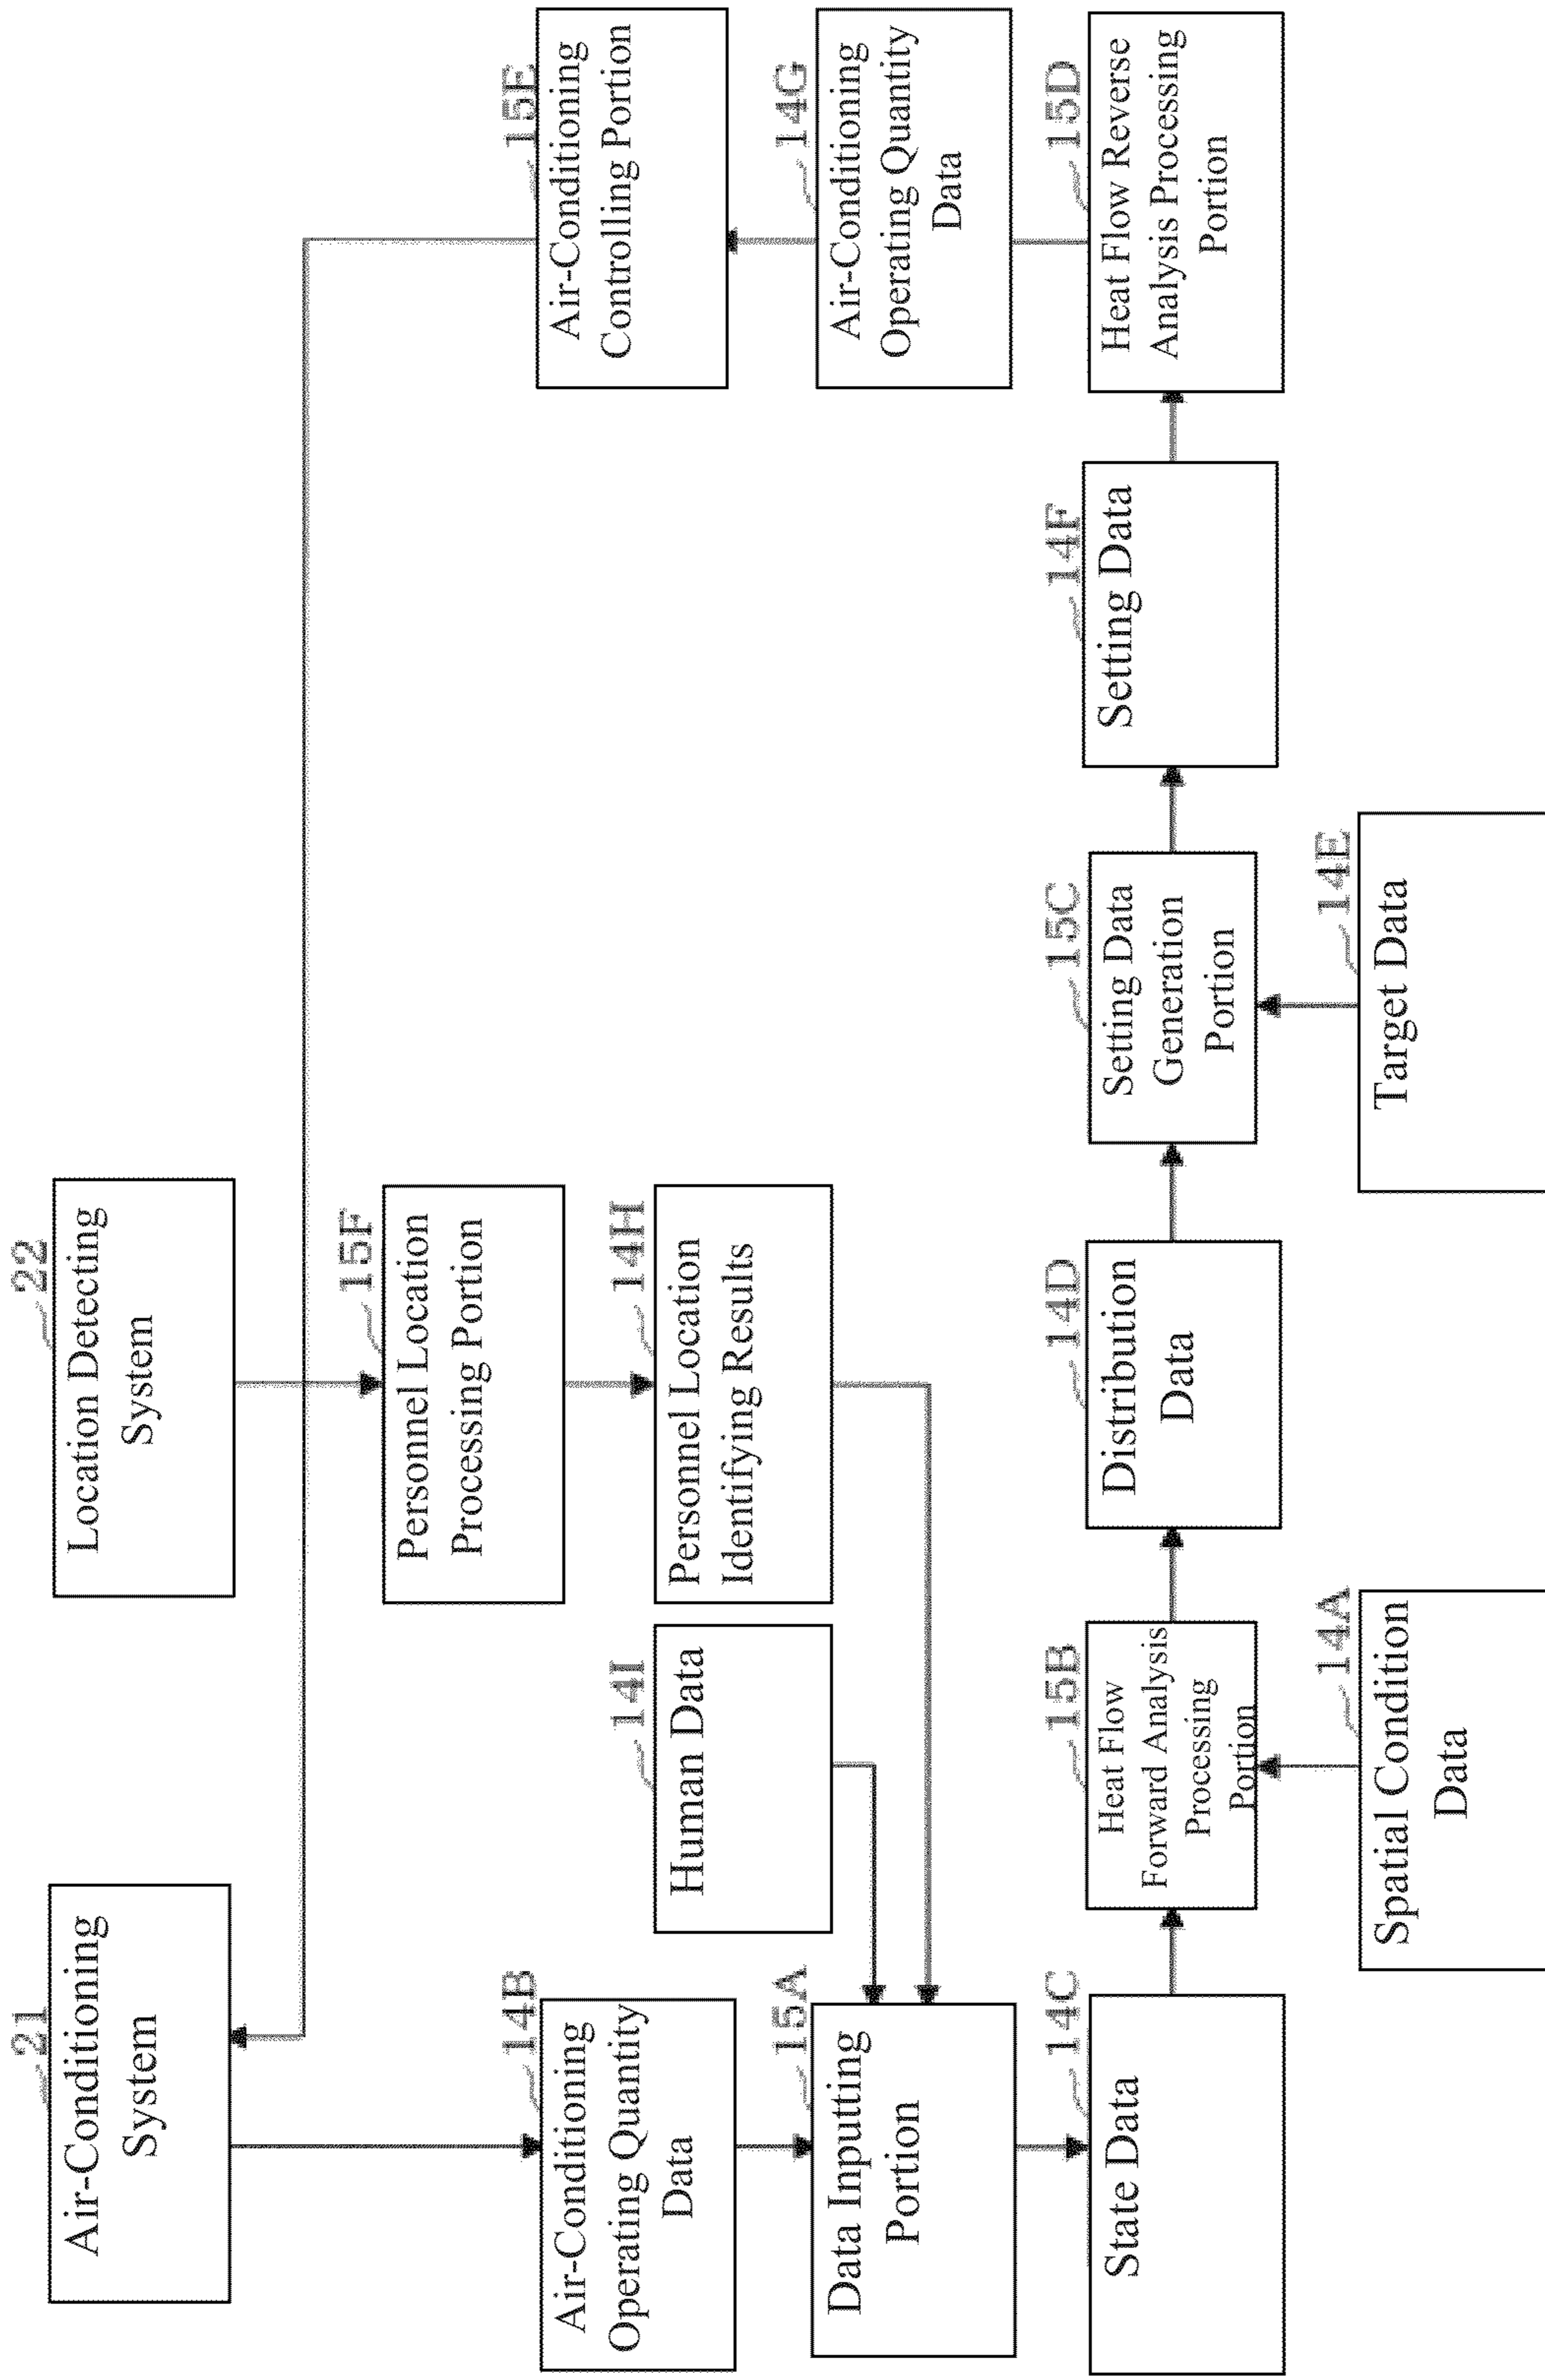 21
Air-Conditioning
System
22
Location Detecting
System
15F
Personnel Location
Processing Portion
14H
Personnel Location
Identifying Results
14I
Human Data
14B
Air-Conditioning
Operating Quantity
Data
15A
Data Inputting
Portion
14C
State Data
15B
Heat Flow
Forward Analysis
Processing
Portion
14A
Spatial Condition
Data
14D
Distribution
Data
15C
Setting Data
Generation
Portion
14E
Target Data
14F
Setting Data
15D
Heat Flow Reverse
Analysis Processing
Portion
14G
Air-Conditioning
Operating Quantity
Data
15E
Air-Conditioning
Controlling Portion